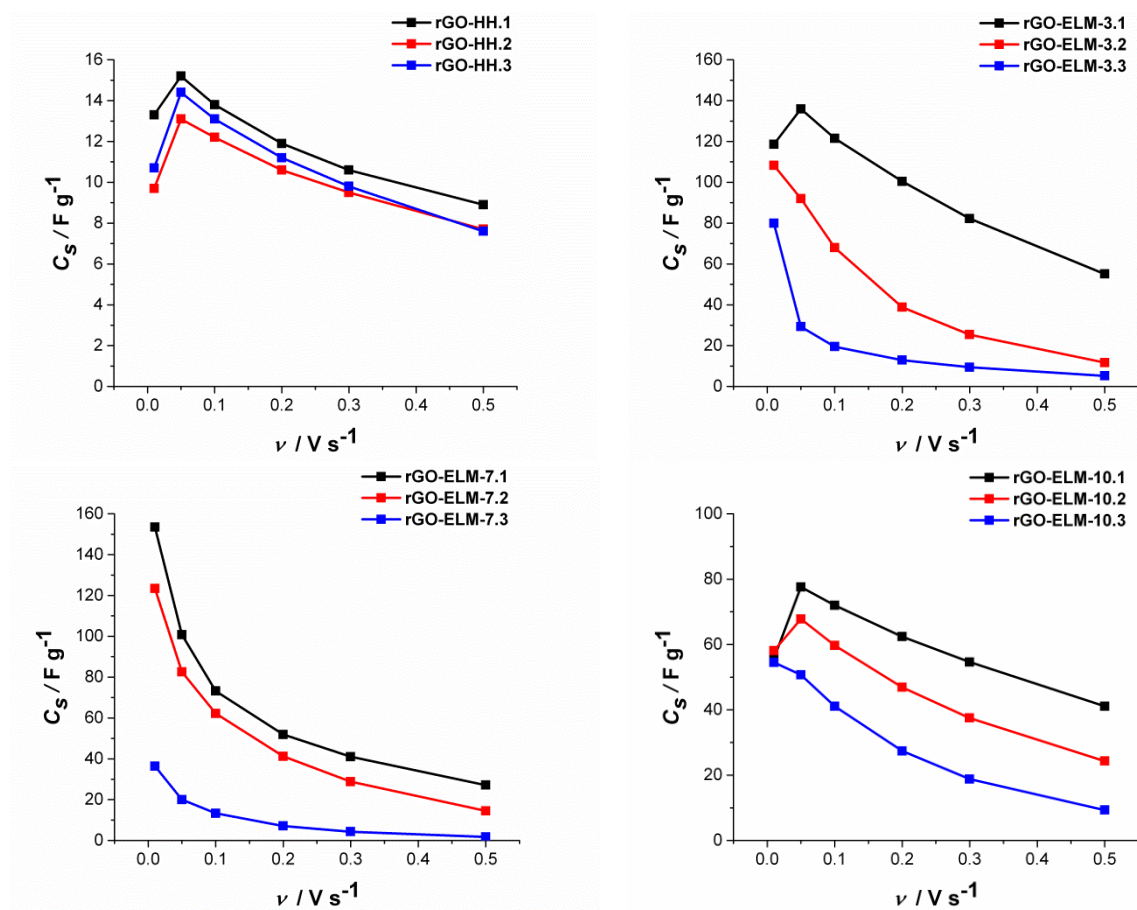 rGO-HH.1
rGO-HH.2
rGO-HH.3
16
14
12
10
8
6
4
2
0
Cs / F g-1
0.0 0.1 0.2 0.3 0.4 0.5
ν / V s-1
rGO-ELM-3.1
rGO-ELM-3.2
rGO-ELM-3.3
160
140
120
100
80
60
40
20
0
Cs / F g-1
0.0 0.1 0.2 0.3 0.4 0.5
ν / V s-1
rGO-ELM-7.1
rGO-ELM-7.2
rGO-ELM-7.3
160
140
120
100
80
60
40
20
0
Cs / F g-1
0.0 0.1 0.2 0.3 0.4 0.5
ν / V s-1
rGO-ELM-10.1
rGO-ELM-10.2
rGO-ELM-10.3
100
80
60
40
20
0
Cs / F g-1
0.0 0.1 0.2 0.3 0.4 0.5
ν / V s-1